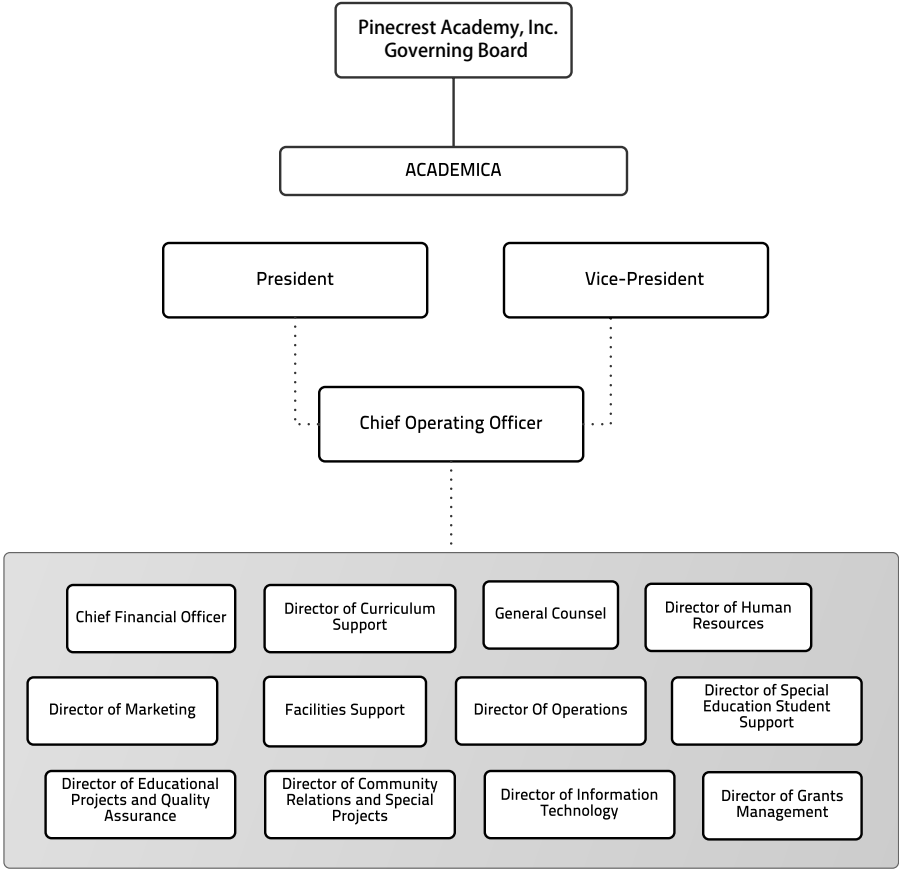 Pinecrest Academy, Inc.
Governing Board
ACADEMICA
President
Vice-President
Chief Operating Officer
Chief Financial Officer
Director of Curriculum
Support
General Counsel
Director of Human
Resources
Director of Marketing
Facilities Support
Director Of Operations
Director of Special
Education Student
Support
Director of Educational
Projects and Quality
Assurance
Director of Community
Relations and Special
Projects
Director of Information
Technology
Director of Grants
Management